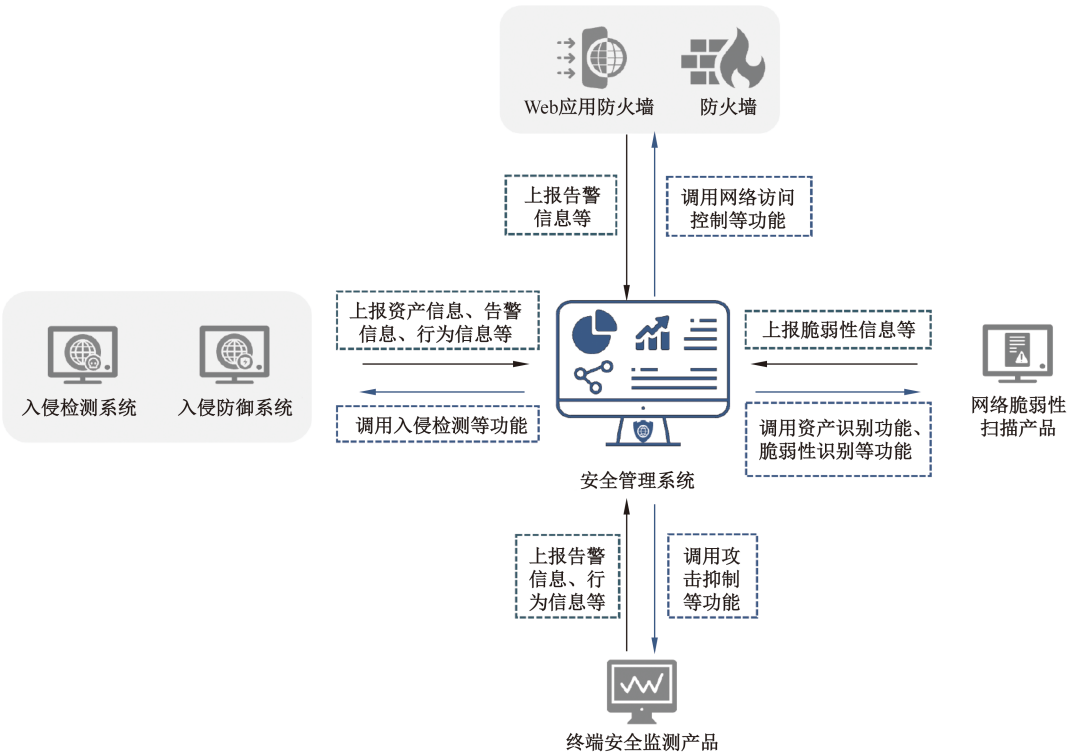 Web应用防火墙
防火墙
上报告警
信息等
调用网络访问
控制等功能
上报资产信息、告警
信息、行为信息等
上报脆弱性信息等
入侵检测系统
入侵防御系统
调用入侵检测等功能
调用资产识别功能、
脆弱性识别等功能
网络脆弱性
扫描产品
安全管理系统
上报告警
信息、行
为信息等
调用攻
击抑制
等功能
终端安全监测产品